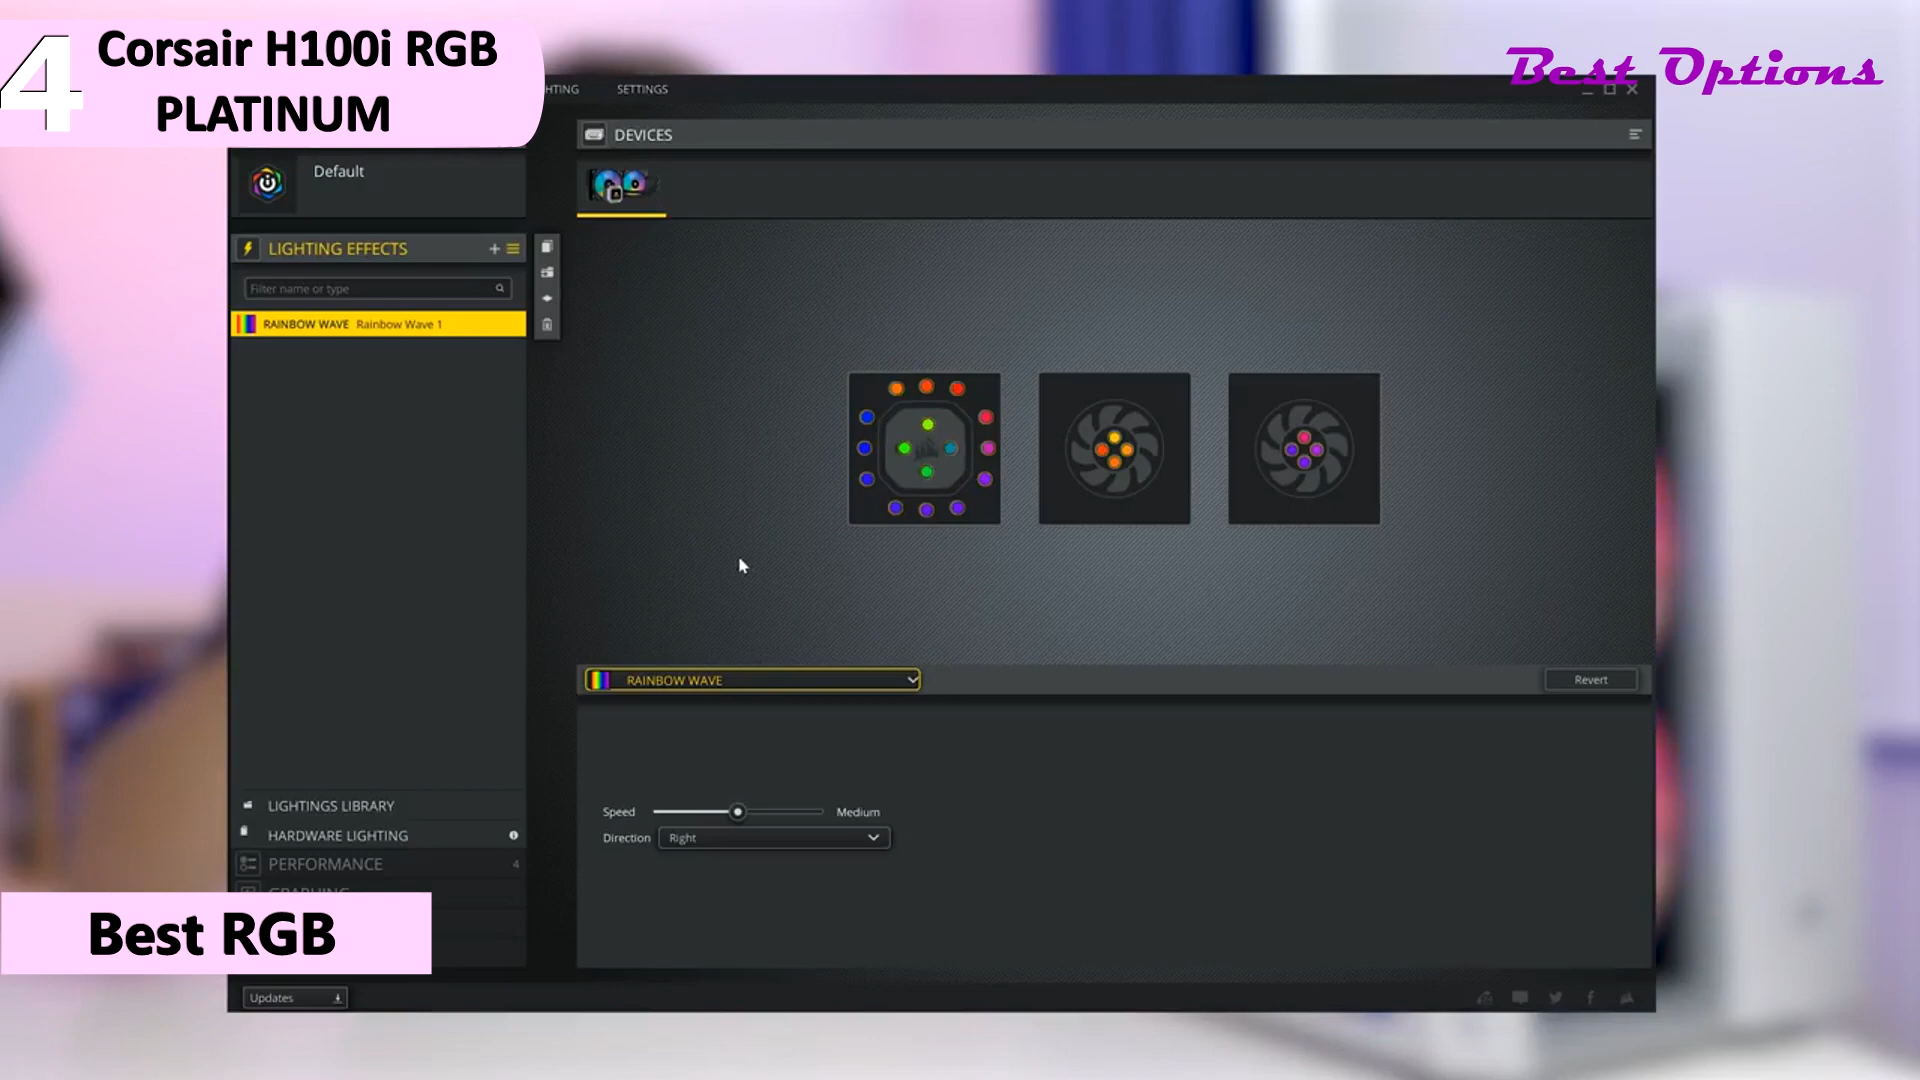 4
Corsair H100i RGB
PLATINUM
Best Options
SETTINGS
DEVICES
Default
LIGHTING EFFECTS
Filter name or type
RAINBOW WAVE Rainbow Wave 1
RAINBOW WAVE
Revert
Speed
Medium
Direction
Right
LIGHTINGS LIBRARY
HARDWARE LIGHTING
PERFORMANCE
4
Best RGB
Updates